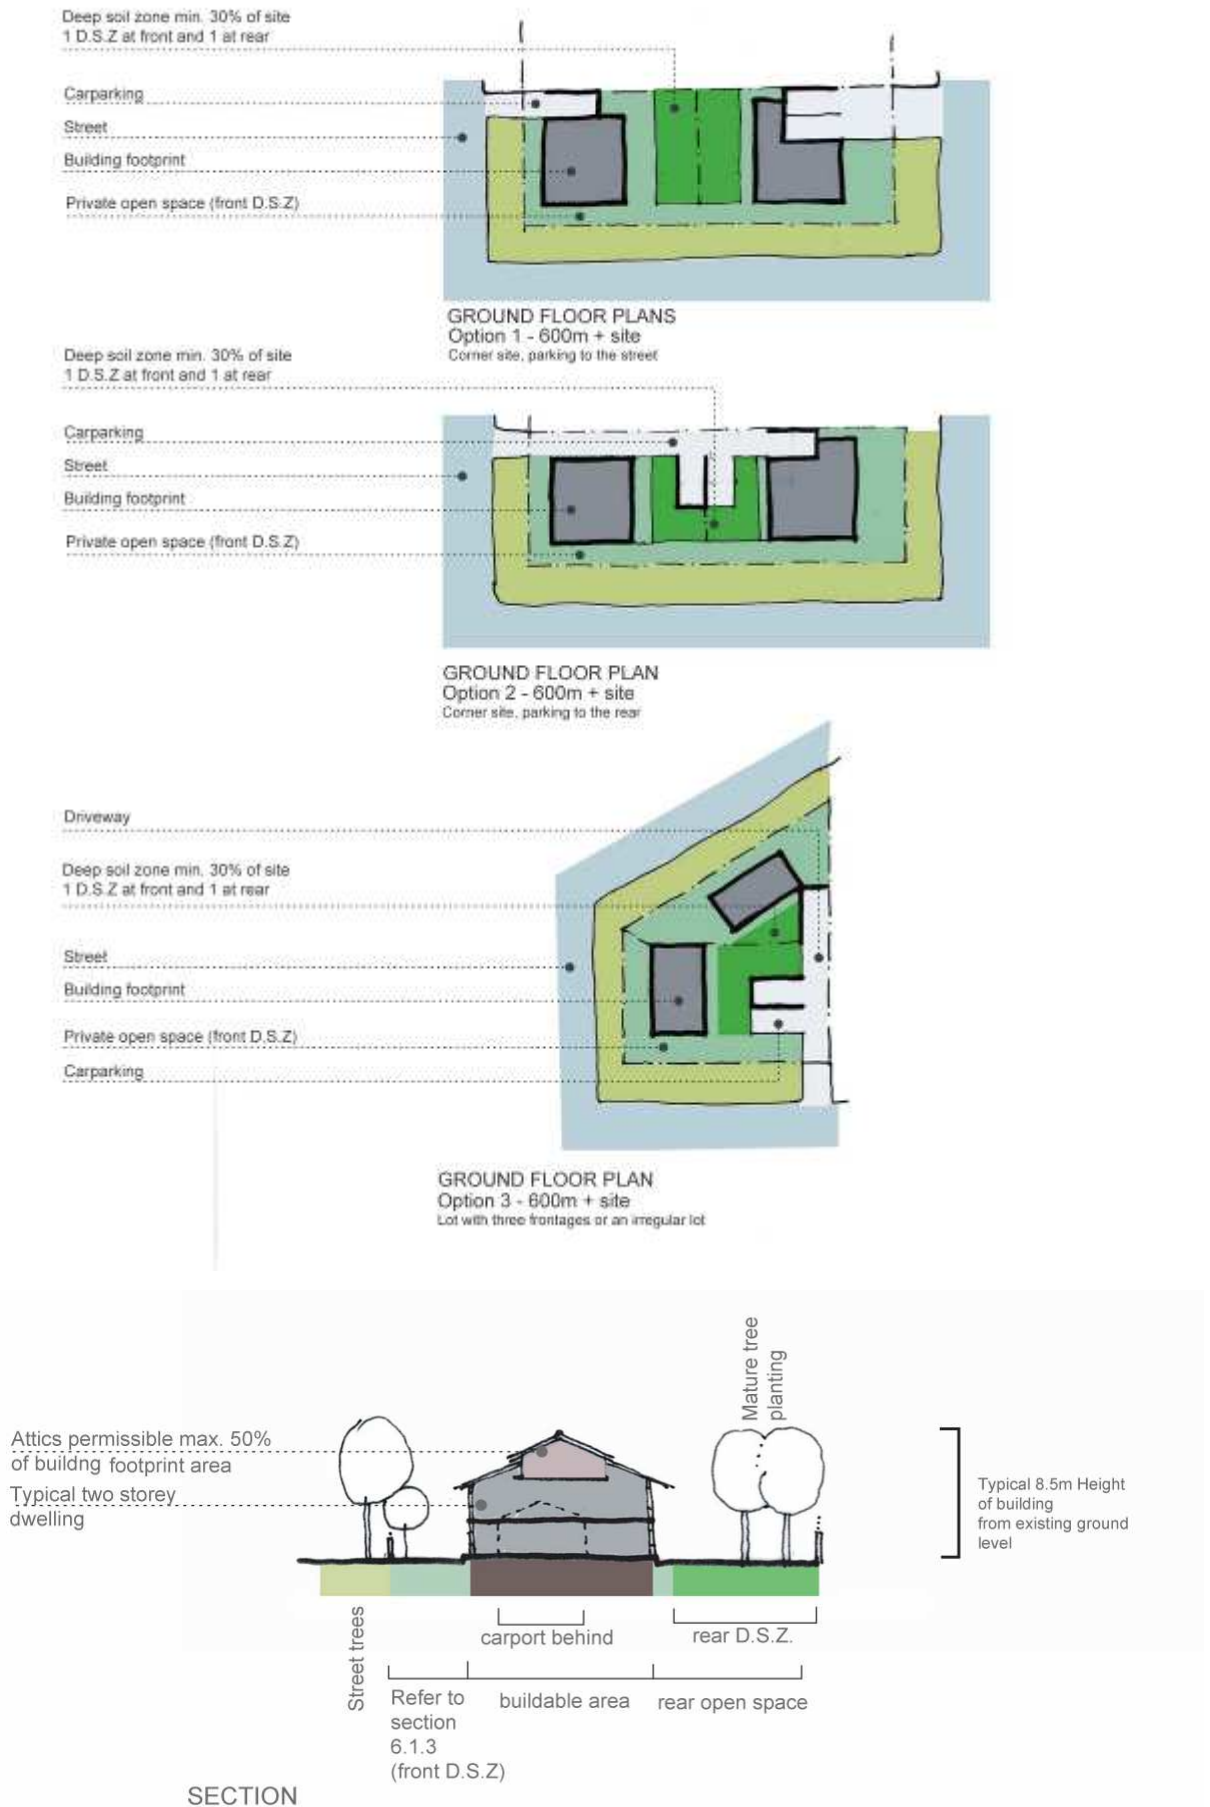 Deep soil zone min. 30% of site
1 D.S.Z at front and 1 at rear
Carparking
Street
Building footprint
Private open space (front D.S.Z)
GROUND FLOOR PLANS
Option 1 - 600m + site
Corner site, parking to the street
Deep soil zone min. 30% of site
1 D.S.Z at front and 1 at rear
Carparking
Street
Building footprint
Private open space (front D.S.Z)
GROUND FLOOR PLAN
Option 2 - 600m + site
Corner site, parking to the rear
Driveway
Deep soil zone min. 30% of site
1 D.S.Z at front and 1 at rear
Street
Building footprint
Private open space (front D.S.Z)
Carparking
GROUND FLOOR PLAN
Option 3 - 600m + site
Lot with three frontages or an irregular lot
Mature tree
planting
Attics permissible max. 50%
of buildng footprint area
Typical two storey
dwelling
Typical 8.5m Height
of building
from existing ground
level
Street trees
carport behind
rear D.S.Z.
Refer to
section
6.1.3
(front D.S.Z)
buildable area
rear open space
SECTION